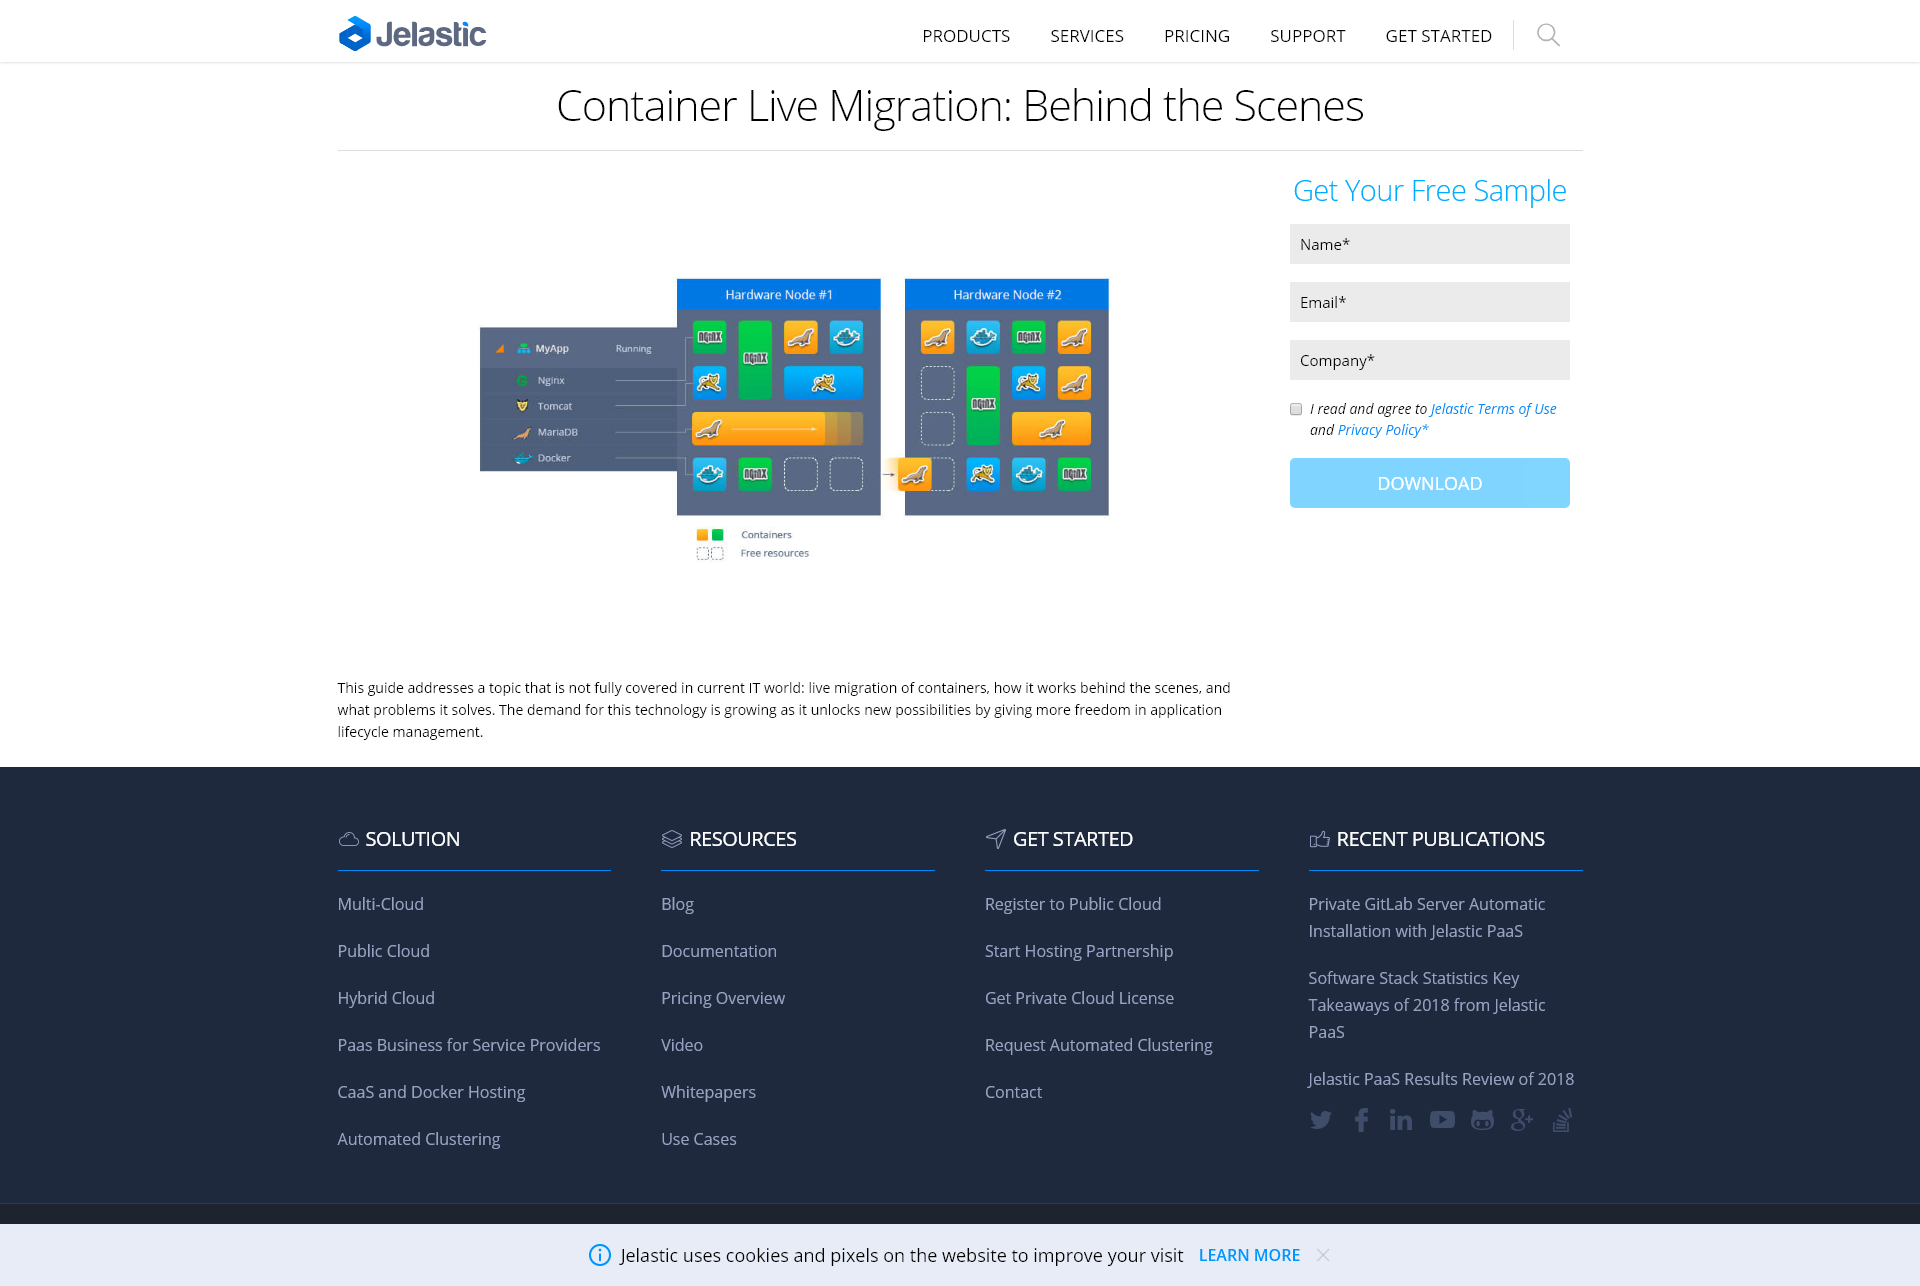 Jelastic
PRODUCTS SERVICES PRICING SUPPORT GET STARTED
Container Live Migration: Behind the Scenes
Get Your Free Sample
Name*
Email*
Company*
I read and agree to Jelastic Terms of Use
and Privacy Policy*
DOWNLOAD
Hardware Node #1
Hardware Node #2
MyApp Running
Nginx
Tomcat
MariaDB
Docker
NGINX
NGINX
NGINX
NGINX
NGINX
NGINX
Containers
Free resources
This guide addresses a topic that is not fully covered in current IT world: live migration of containers, how it works behind the scenes, and
what problems it solves. The demand for this technology is growing as it unlocks new possibilities by giving more freedom in application
lifecycle management.
SOLUTION
Multi-Cloud
Public Cloud
Hybrid Cloud
Paas Business for Service Providers
CaaS and Docker Hosting
Automated Clustering
RESOURCES
Blog
Documentation
Pricing Overview
Video
Whitepapers
Use Cases
GET STARTED
Register to Public Cloud
Start Hosting Partnership
Get Private Cloud License
Request Automated Clustering
Contact
RECENT PUBLICATIONS
Private GitLab Server Automatic
Installation with Jelastic PaaS
Software Stack Statistics Key
Takeaways of 2018 from Jelastic
PaaS
Jelastic PaaS Results Review of 2018
Jelastic uses cookies and pixels on the website to improve your visit LEARN MORE